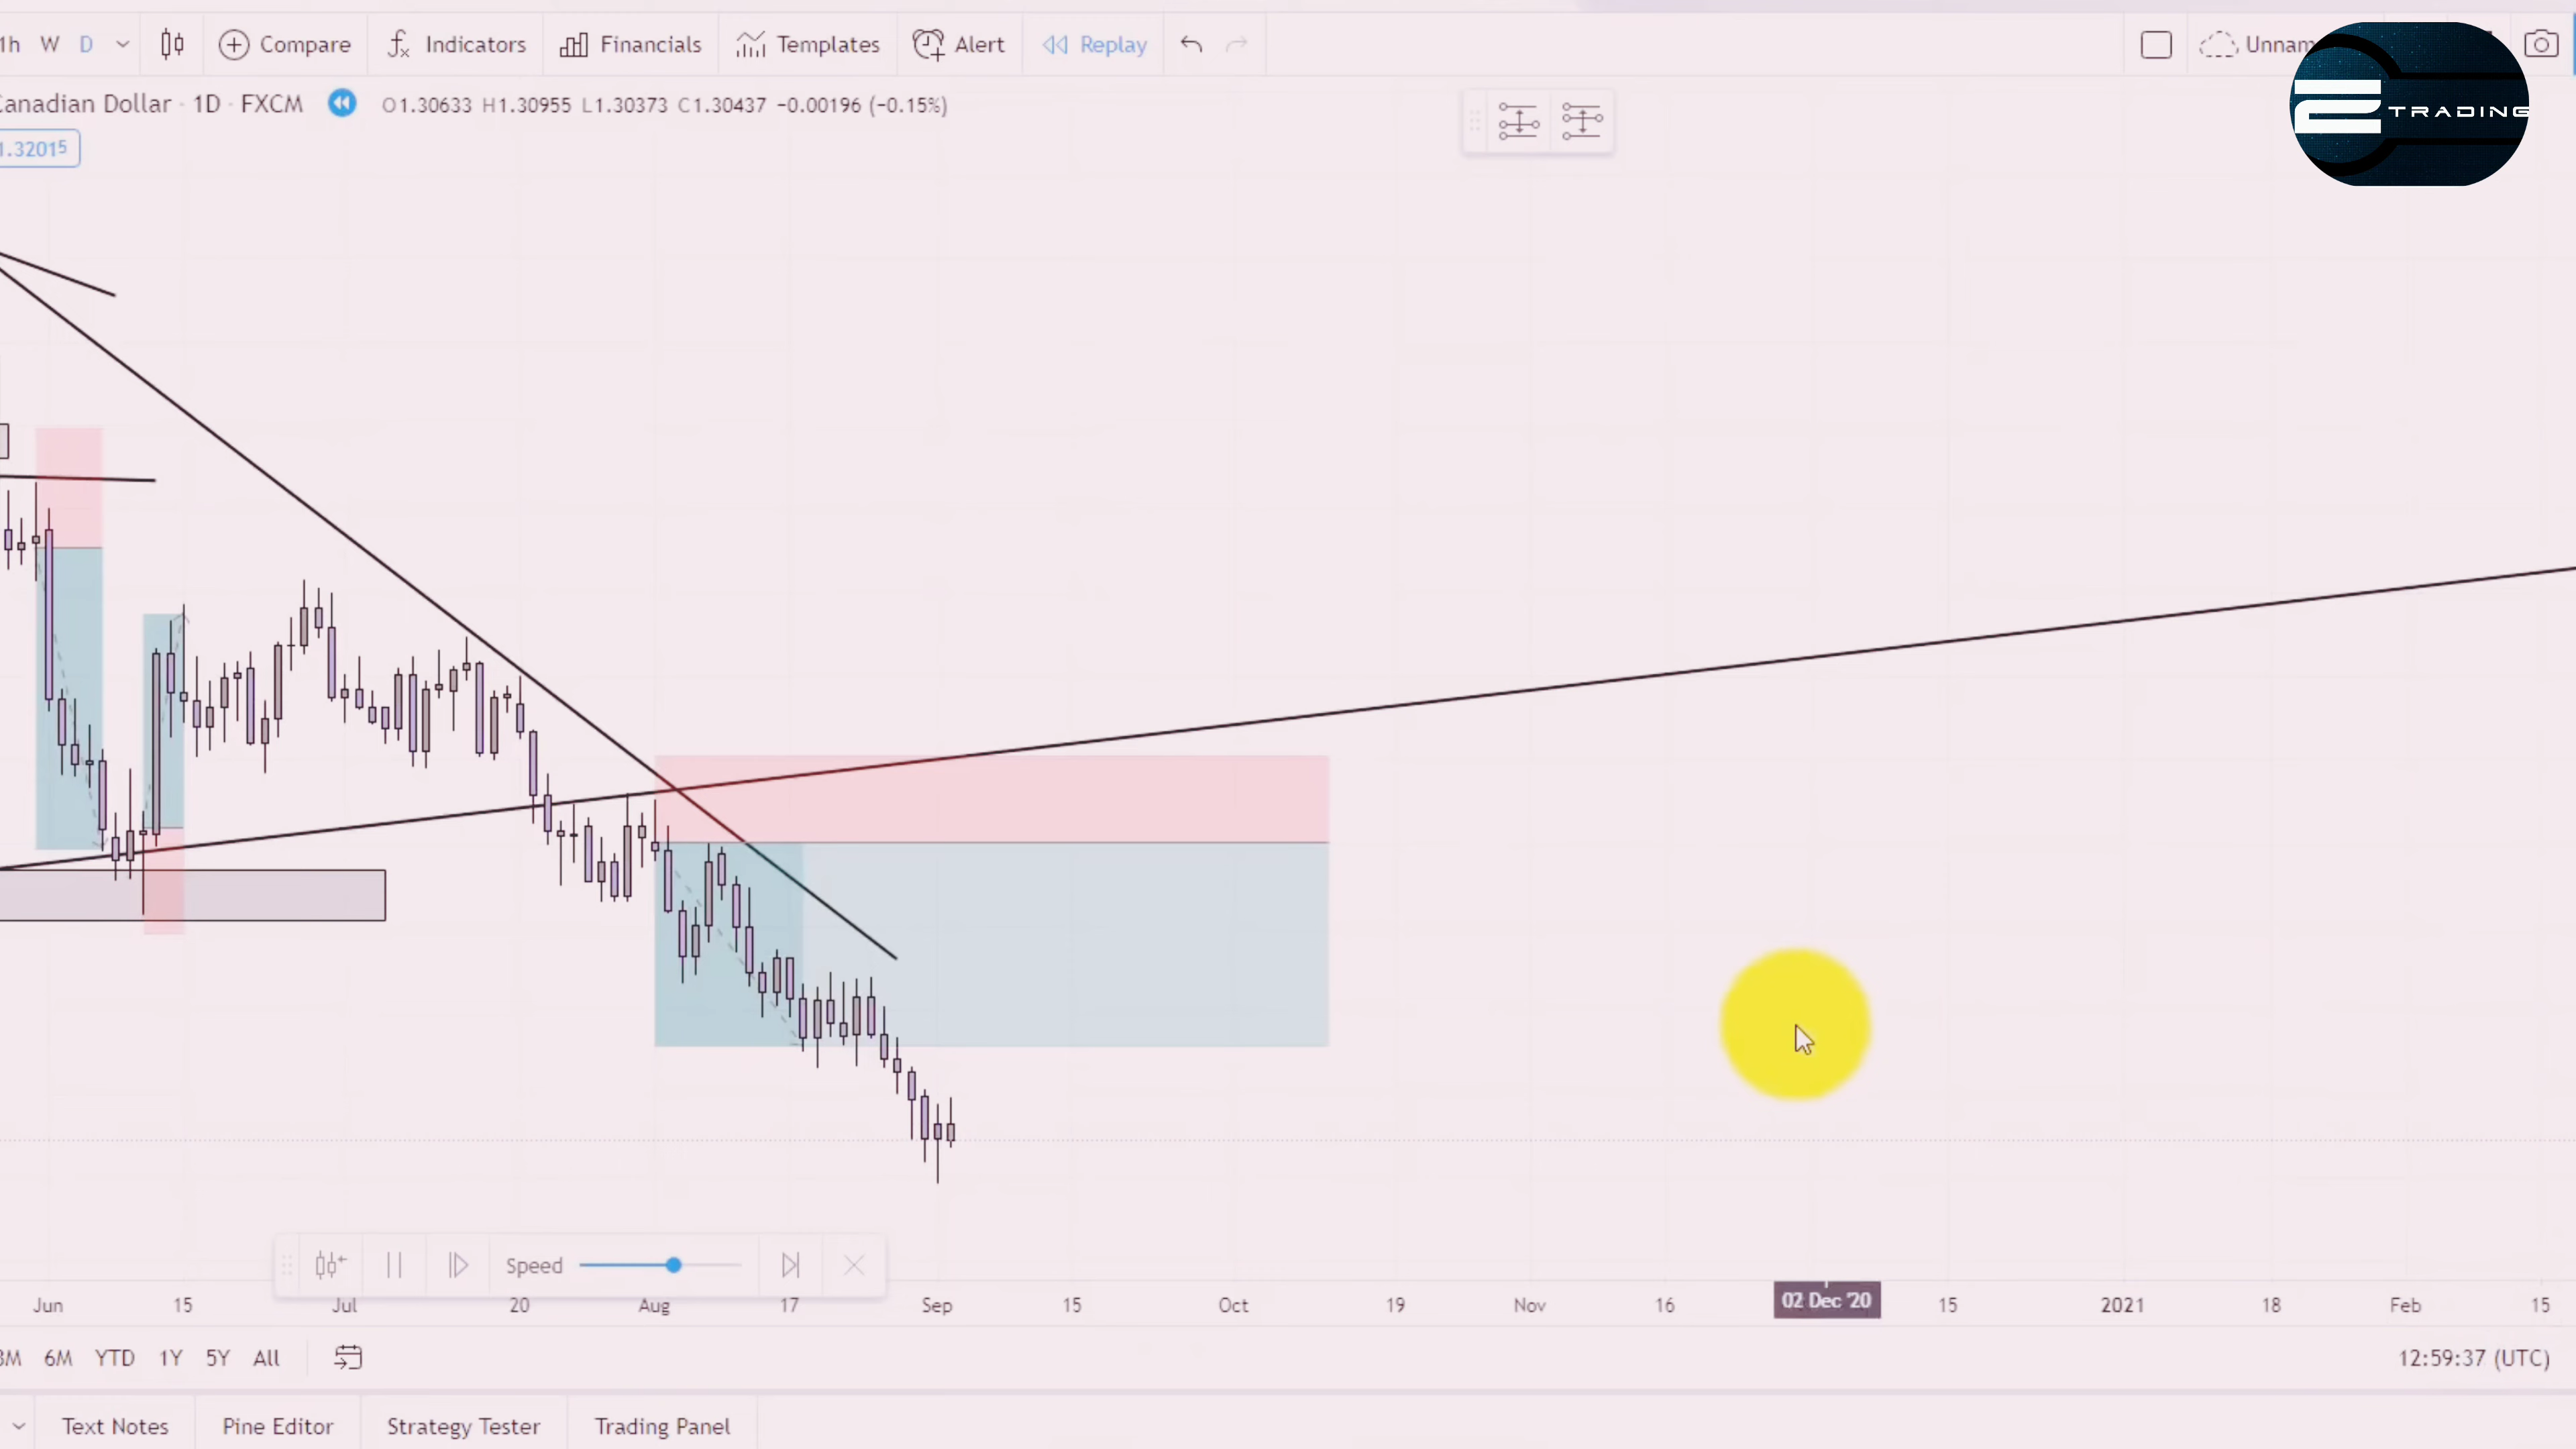 1h W D Compare Indicators Financials Templates Alert Replay Unnam
Canadian Dollar · 1D · FXCM O1.30633 H1.30955 L1.30373 C1.30437 −0.00196 (−0.15%)
TRADING
1.32015
Speed
Jun 15 Jul 20 Aug 17 Sep 15 Oct 19 Nov 16 02 Dec '20 15 2021 18 Feb 15
3M 6M YTD 1Y 5Y All 12:59:37 (UTC)
Text Notes Pine Editor Strategy Tester Trading Panel